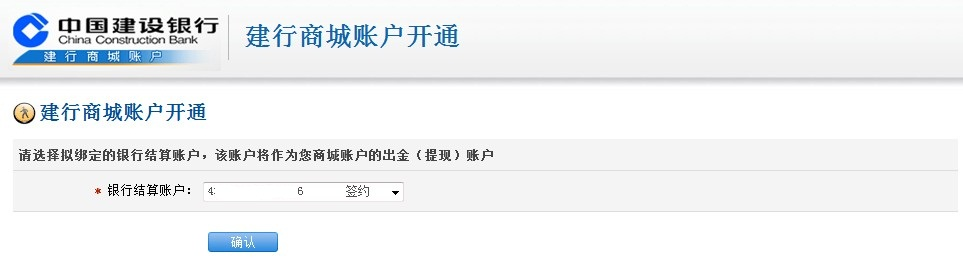 中国建设银行
China Construction Bank
建行商城账户
建行商城账户开通
建行商城账户开通
请选择拟绑定的银行结算账户，该账户将作为您商城账户的出金（提现）账户
* 银行结算账户： 4 6 签约
确认